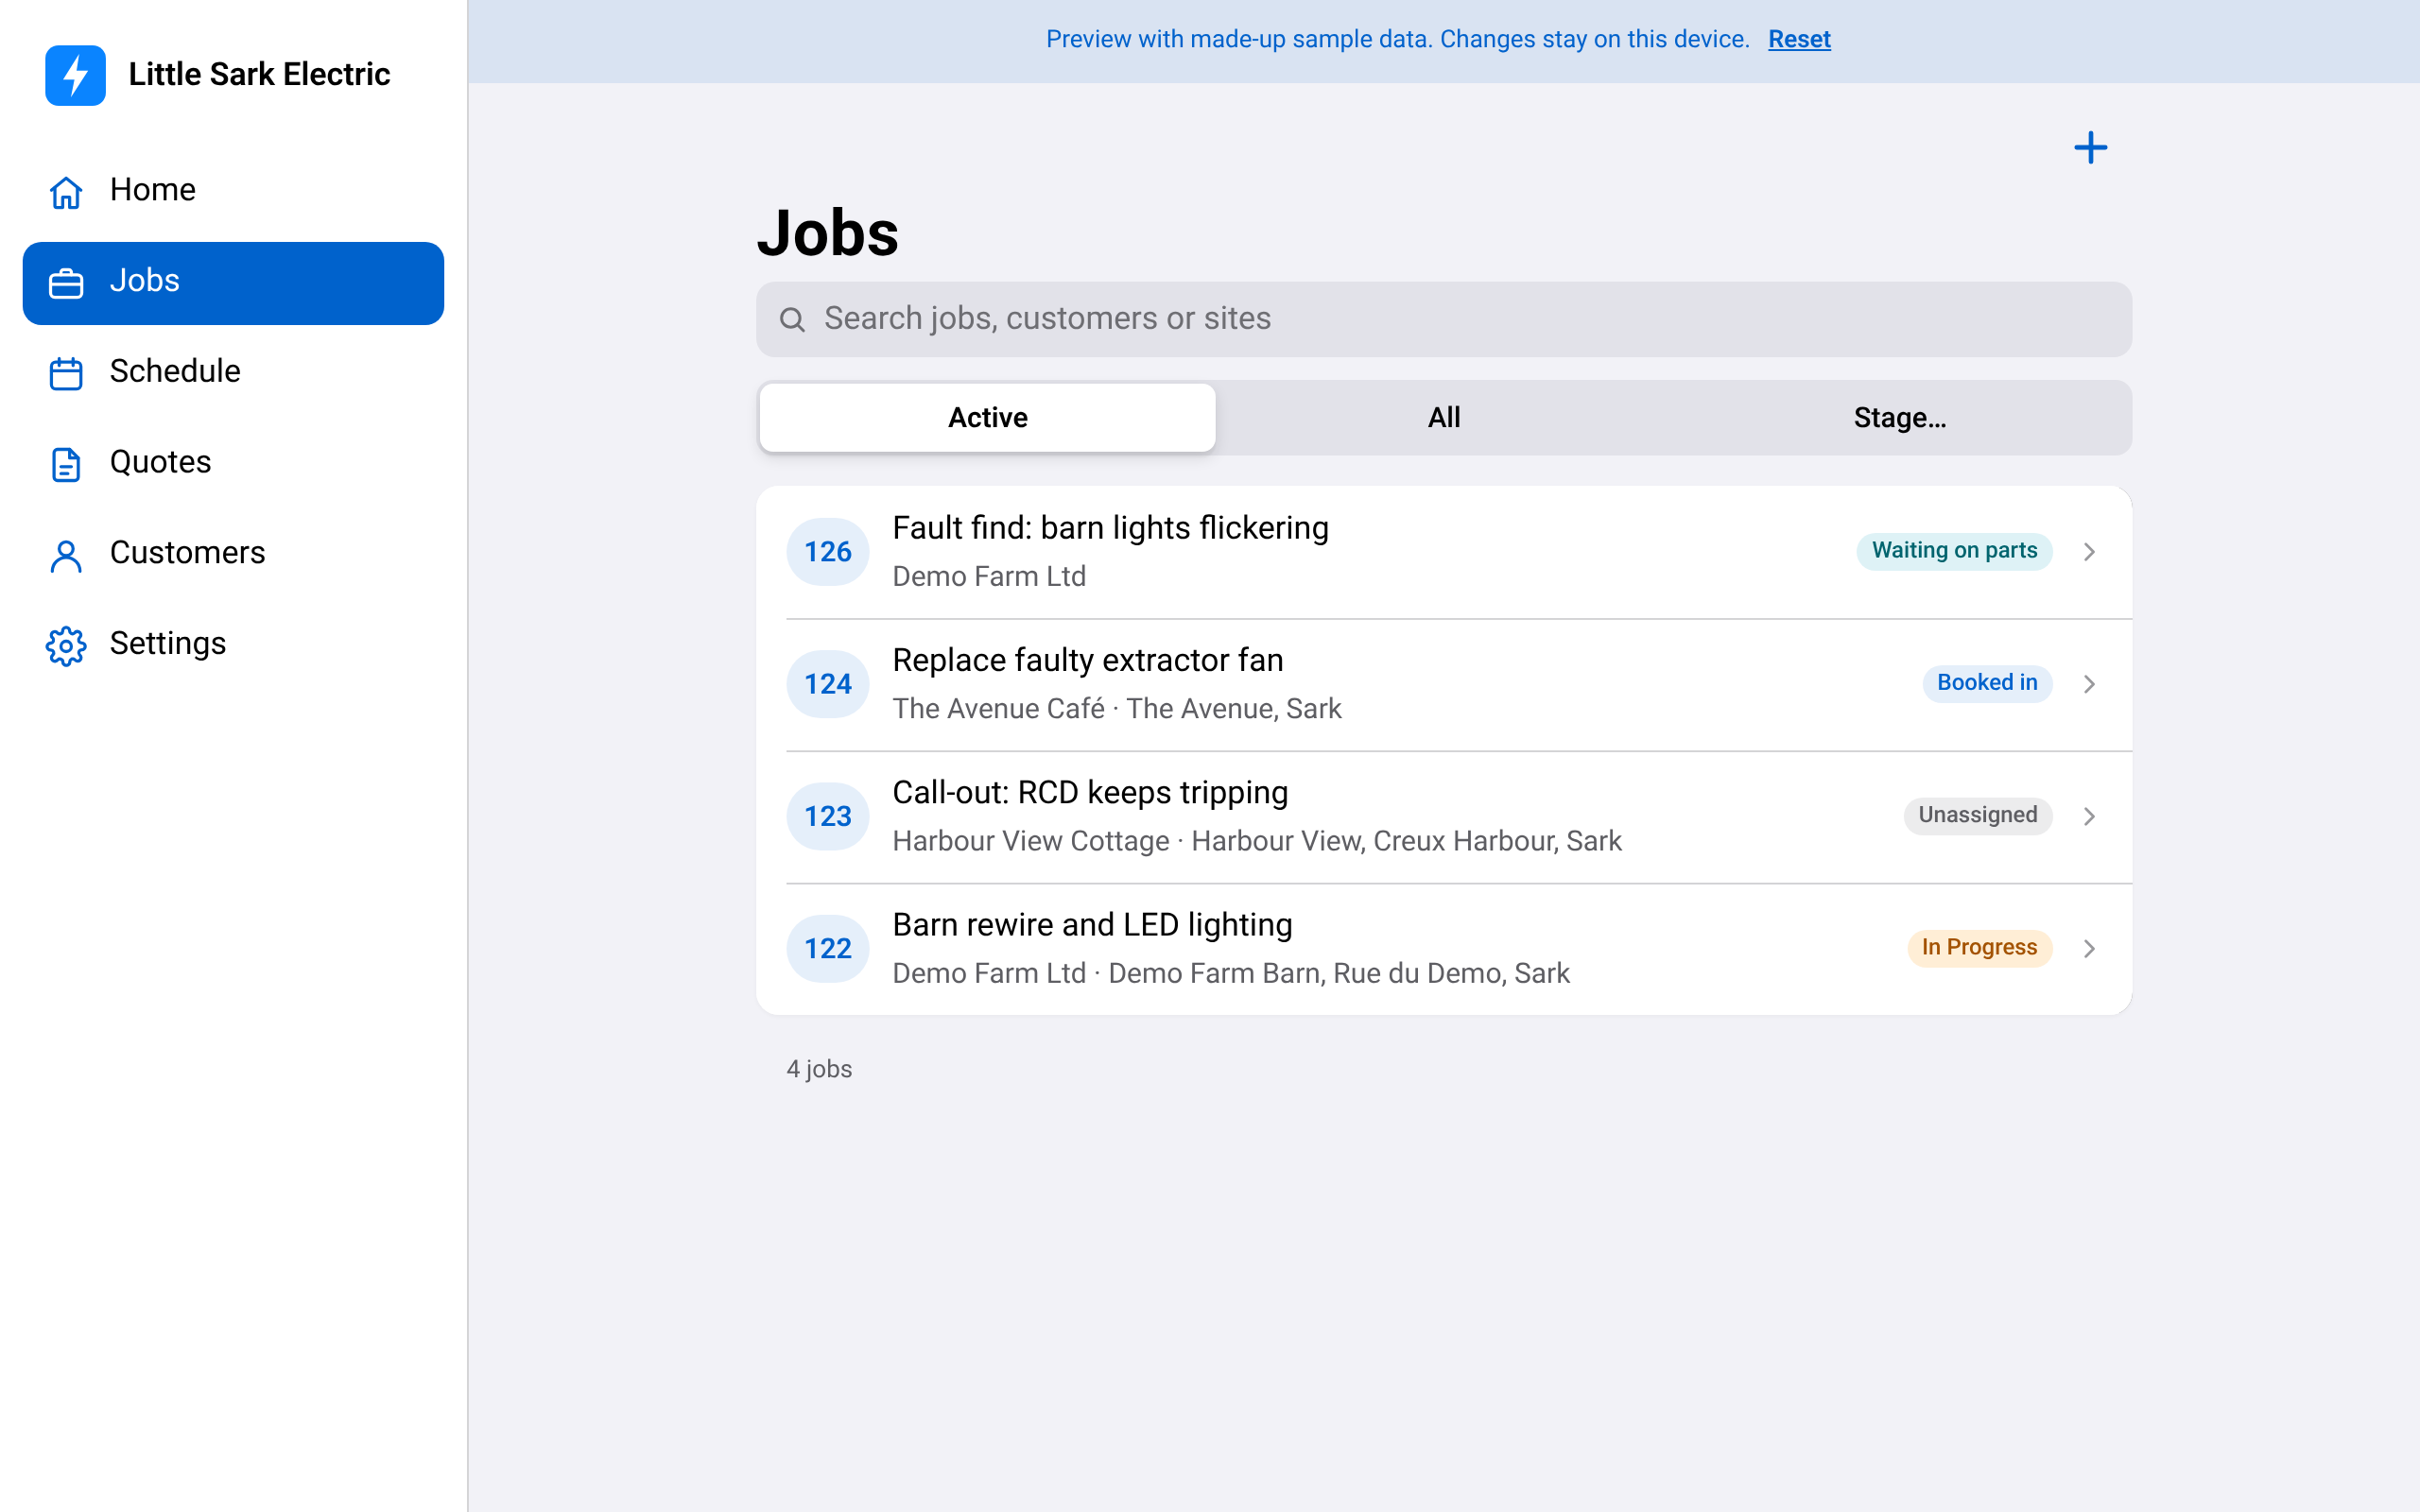 Little Sark Electric
Home
Jobs
Schedule
Quotes
Customers
Settings
Preview with made-up sample data. Changes stay on this device. Reset
Jobs
Search jobs, customers or sites
Active All Stage...
126 Fault find: barn lights flickering
Demo Farm Ltd
Waiting on parts
124 Replace faulty extractor fan
The Avenue Café · The Avenue, Sark
Booked in
123 Call-out: RCD keeps tripping
Harbour View Cottage · Harbour View, Creux Harbour, Sark
Unassigned
122 Barn rewire and LED lighting
Demo Farm Ltd · Demo Farm Barn, Rue du Demo, Sark
In Progress
4 jobs